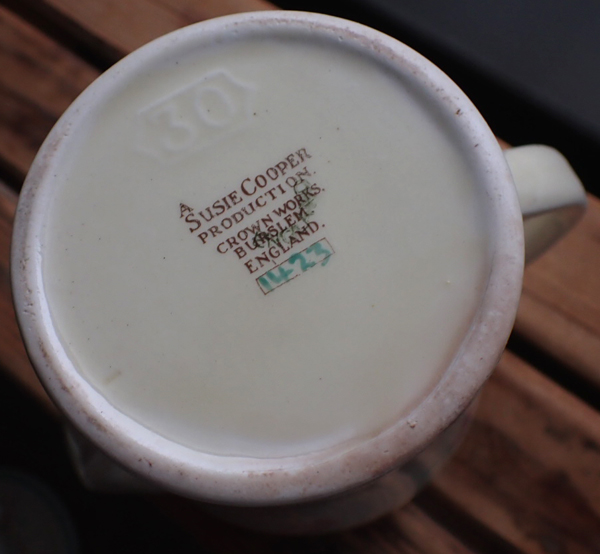 30
A
SUSIE COOPER
PRODUCTION.
CROWN WORKS.
BURSLEM
ENGLAND.
1423